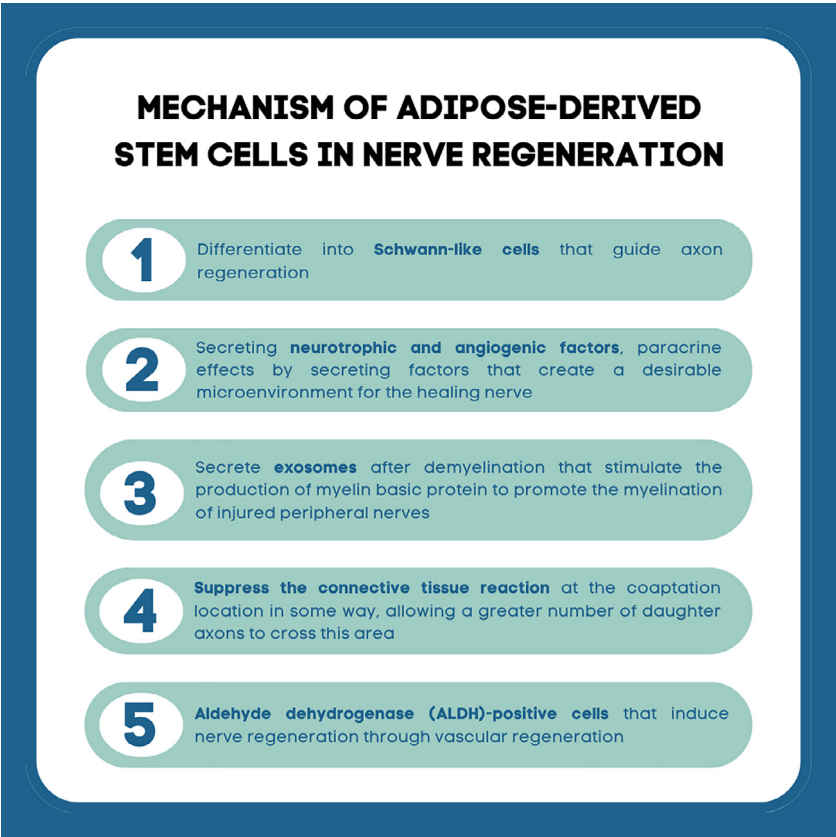 MECHANISM OF ADIPOSE-DERIVED
STEM CELLS IN NERVE REGENERATION
1
Differentiate into Schwann-like cells that guide axon
regeneration
2
Secreting neurotrophic and angiogenic factors, paracrine
effects by secreting factors that create a desirable
microenvironment for the healing nerve
3
Secrete exosomes after demyelination that stimulate the
production of myelin basic protein to promote the myelination
of injured peripheral nerves
4
Suppress the connective tissue reaction at the coaptation
location in some way, allowing a greater number of daughter
axons to cross this area
5
Aldehyde dehydrogenase (ALDH)-positive cells that induce
nerve regeneration through vascular regeneration